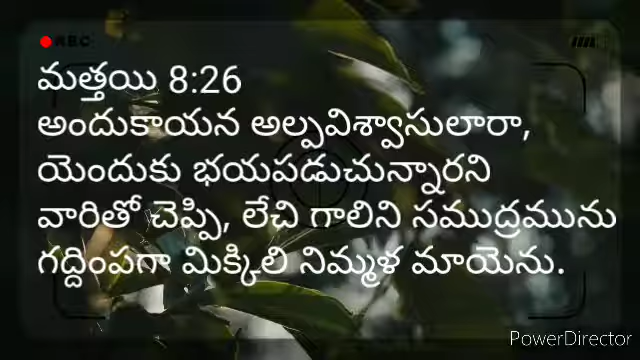 REC
మత్తయి 8:26
అందుకాయన అల్పవిశ్వాసులారా,
యెందుకు భయపడుచున్నారని
వారితో చెప్పి, లేచి గాలిని సముద్రమును
గద్దింపగా మిక్కిలి నిమ్మళ మాయెను.
PowerDirector